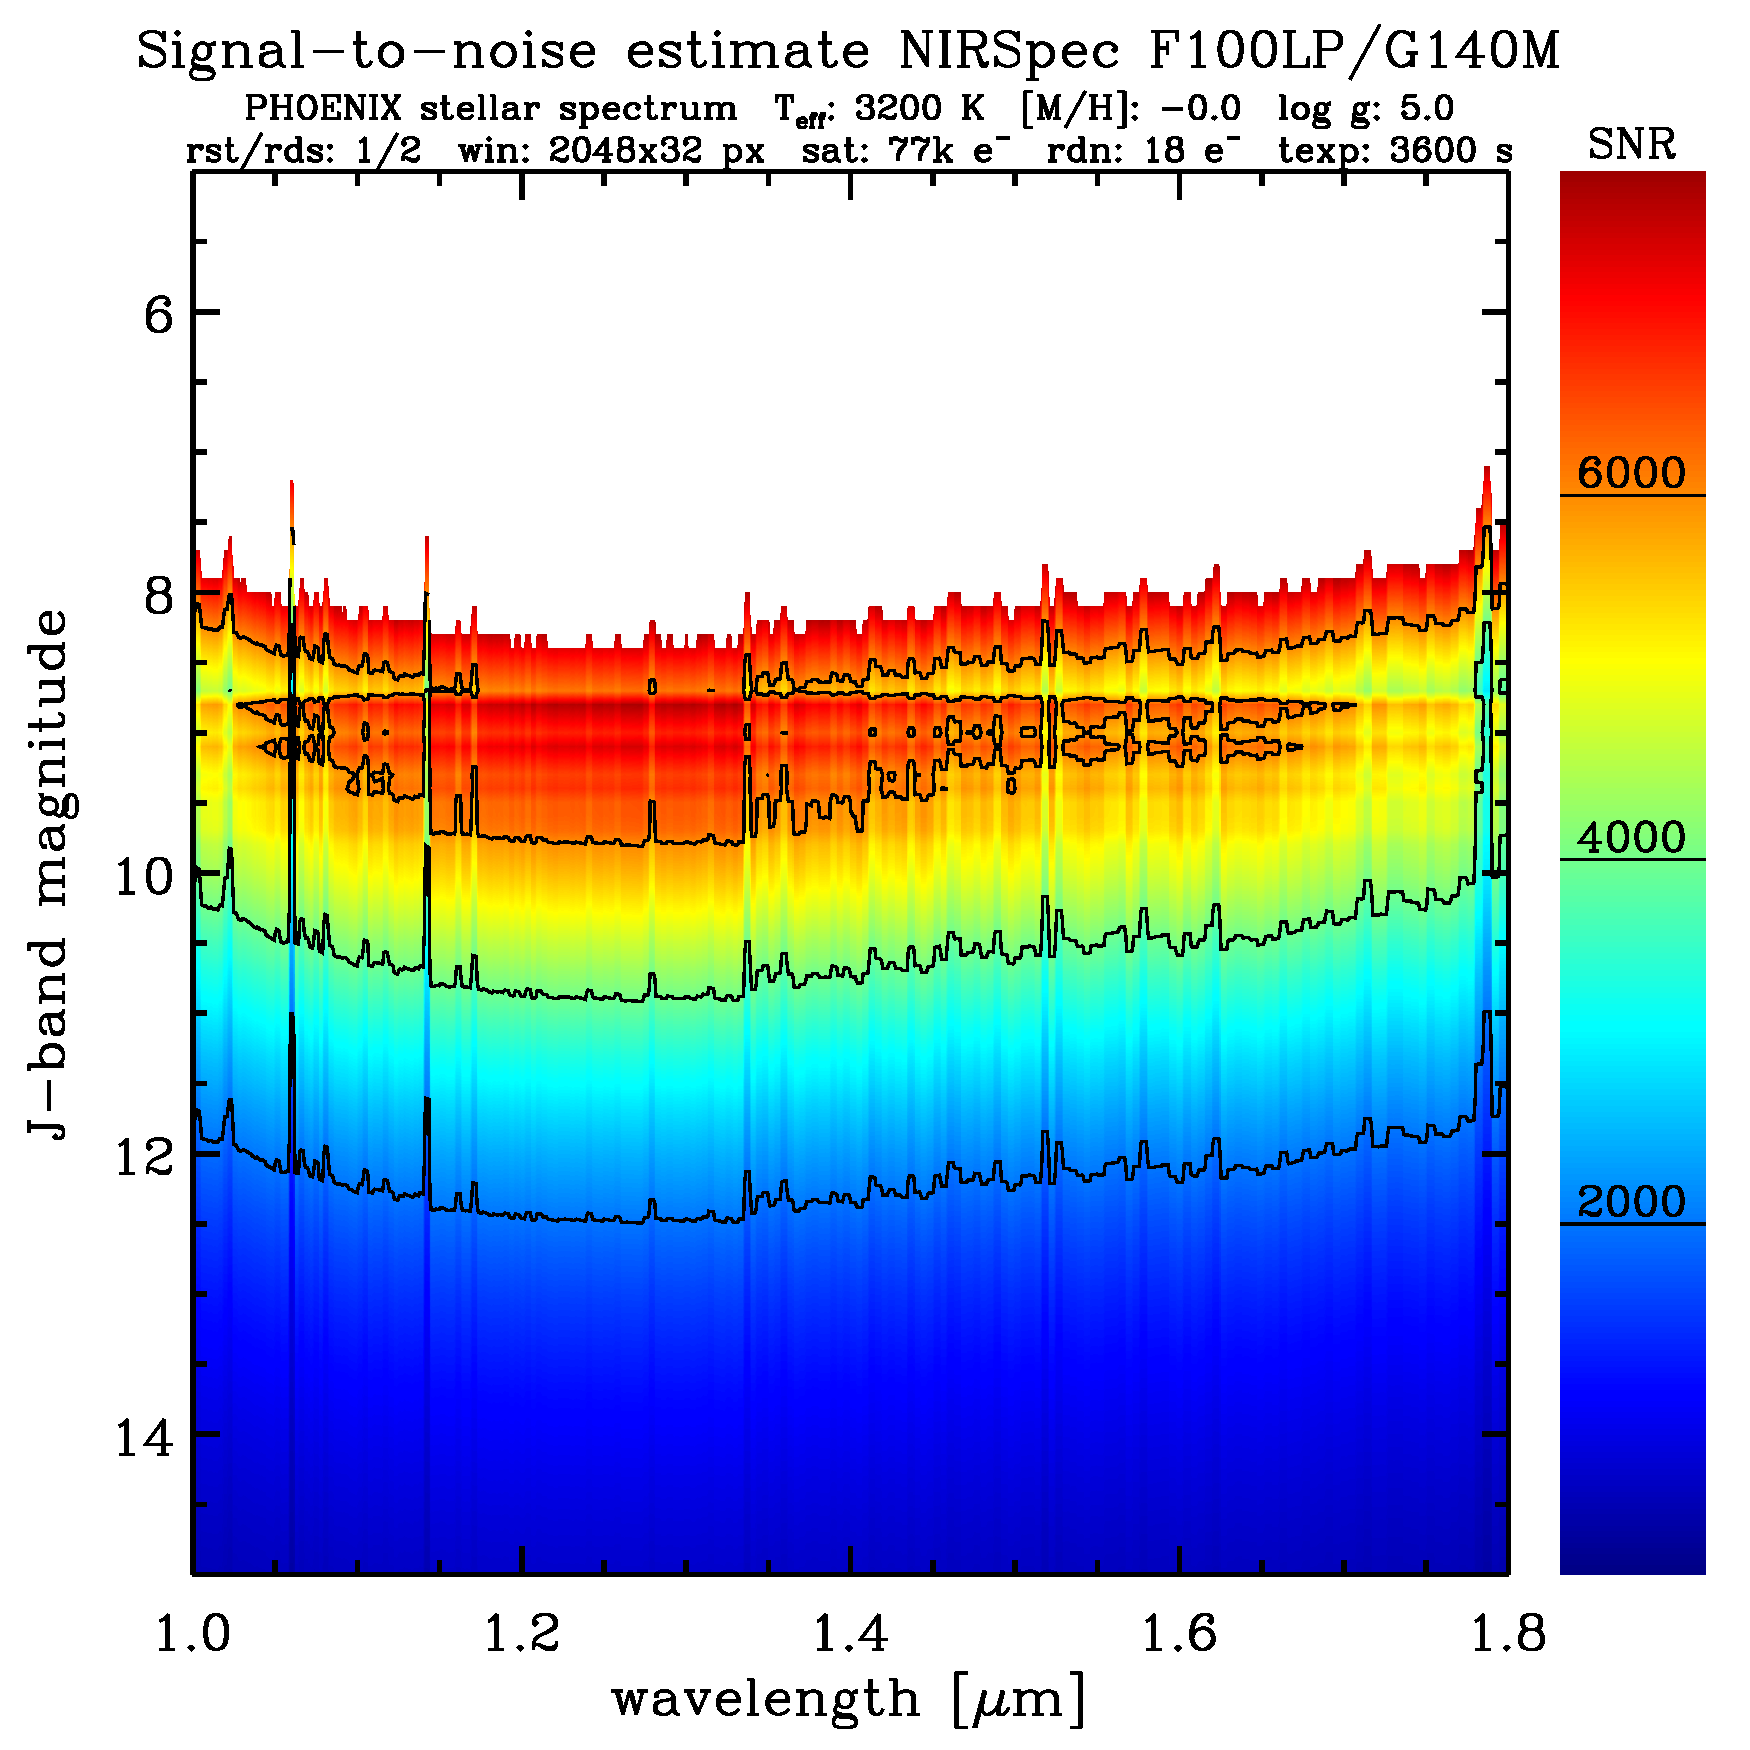 Signal-to-noise estimate NIRSpec F100LP/G140M
PHOENIX stellar spectrum Teff: 3200 K [M/H]: -0.0 log g: 5.0
rst/rds: 1/2 win: 2048x32 px sat: 77k e⁻ rdn: 18 e⁻ texp: 3600 s
SNR
6000
4000
2000
6
8
10
12
14
J-band magnitude
1.0 1.2 1.4 1.6 1.8
wavelength [μm]